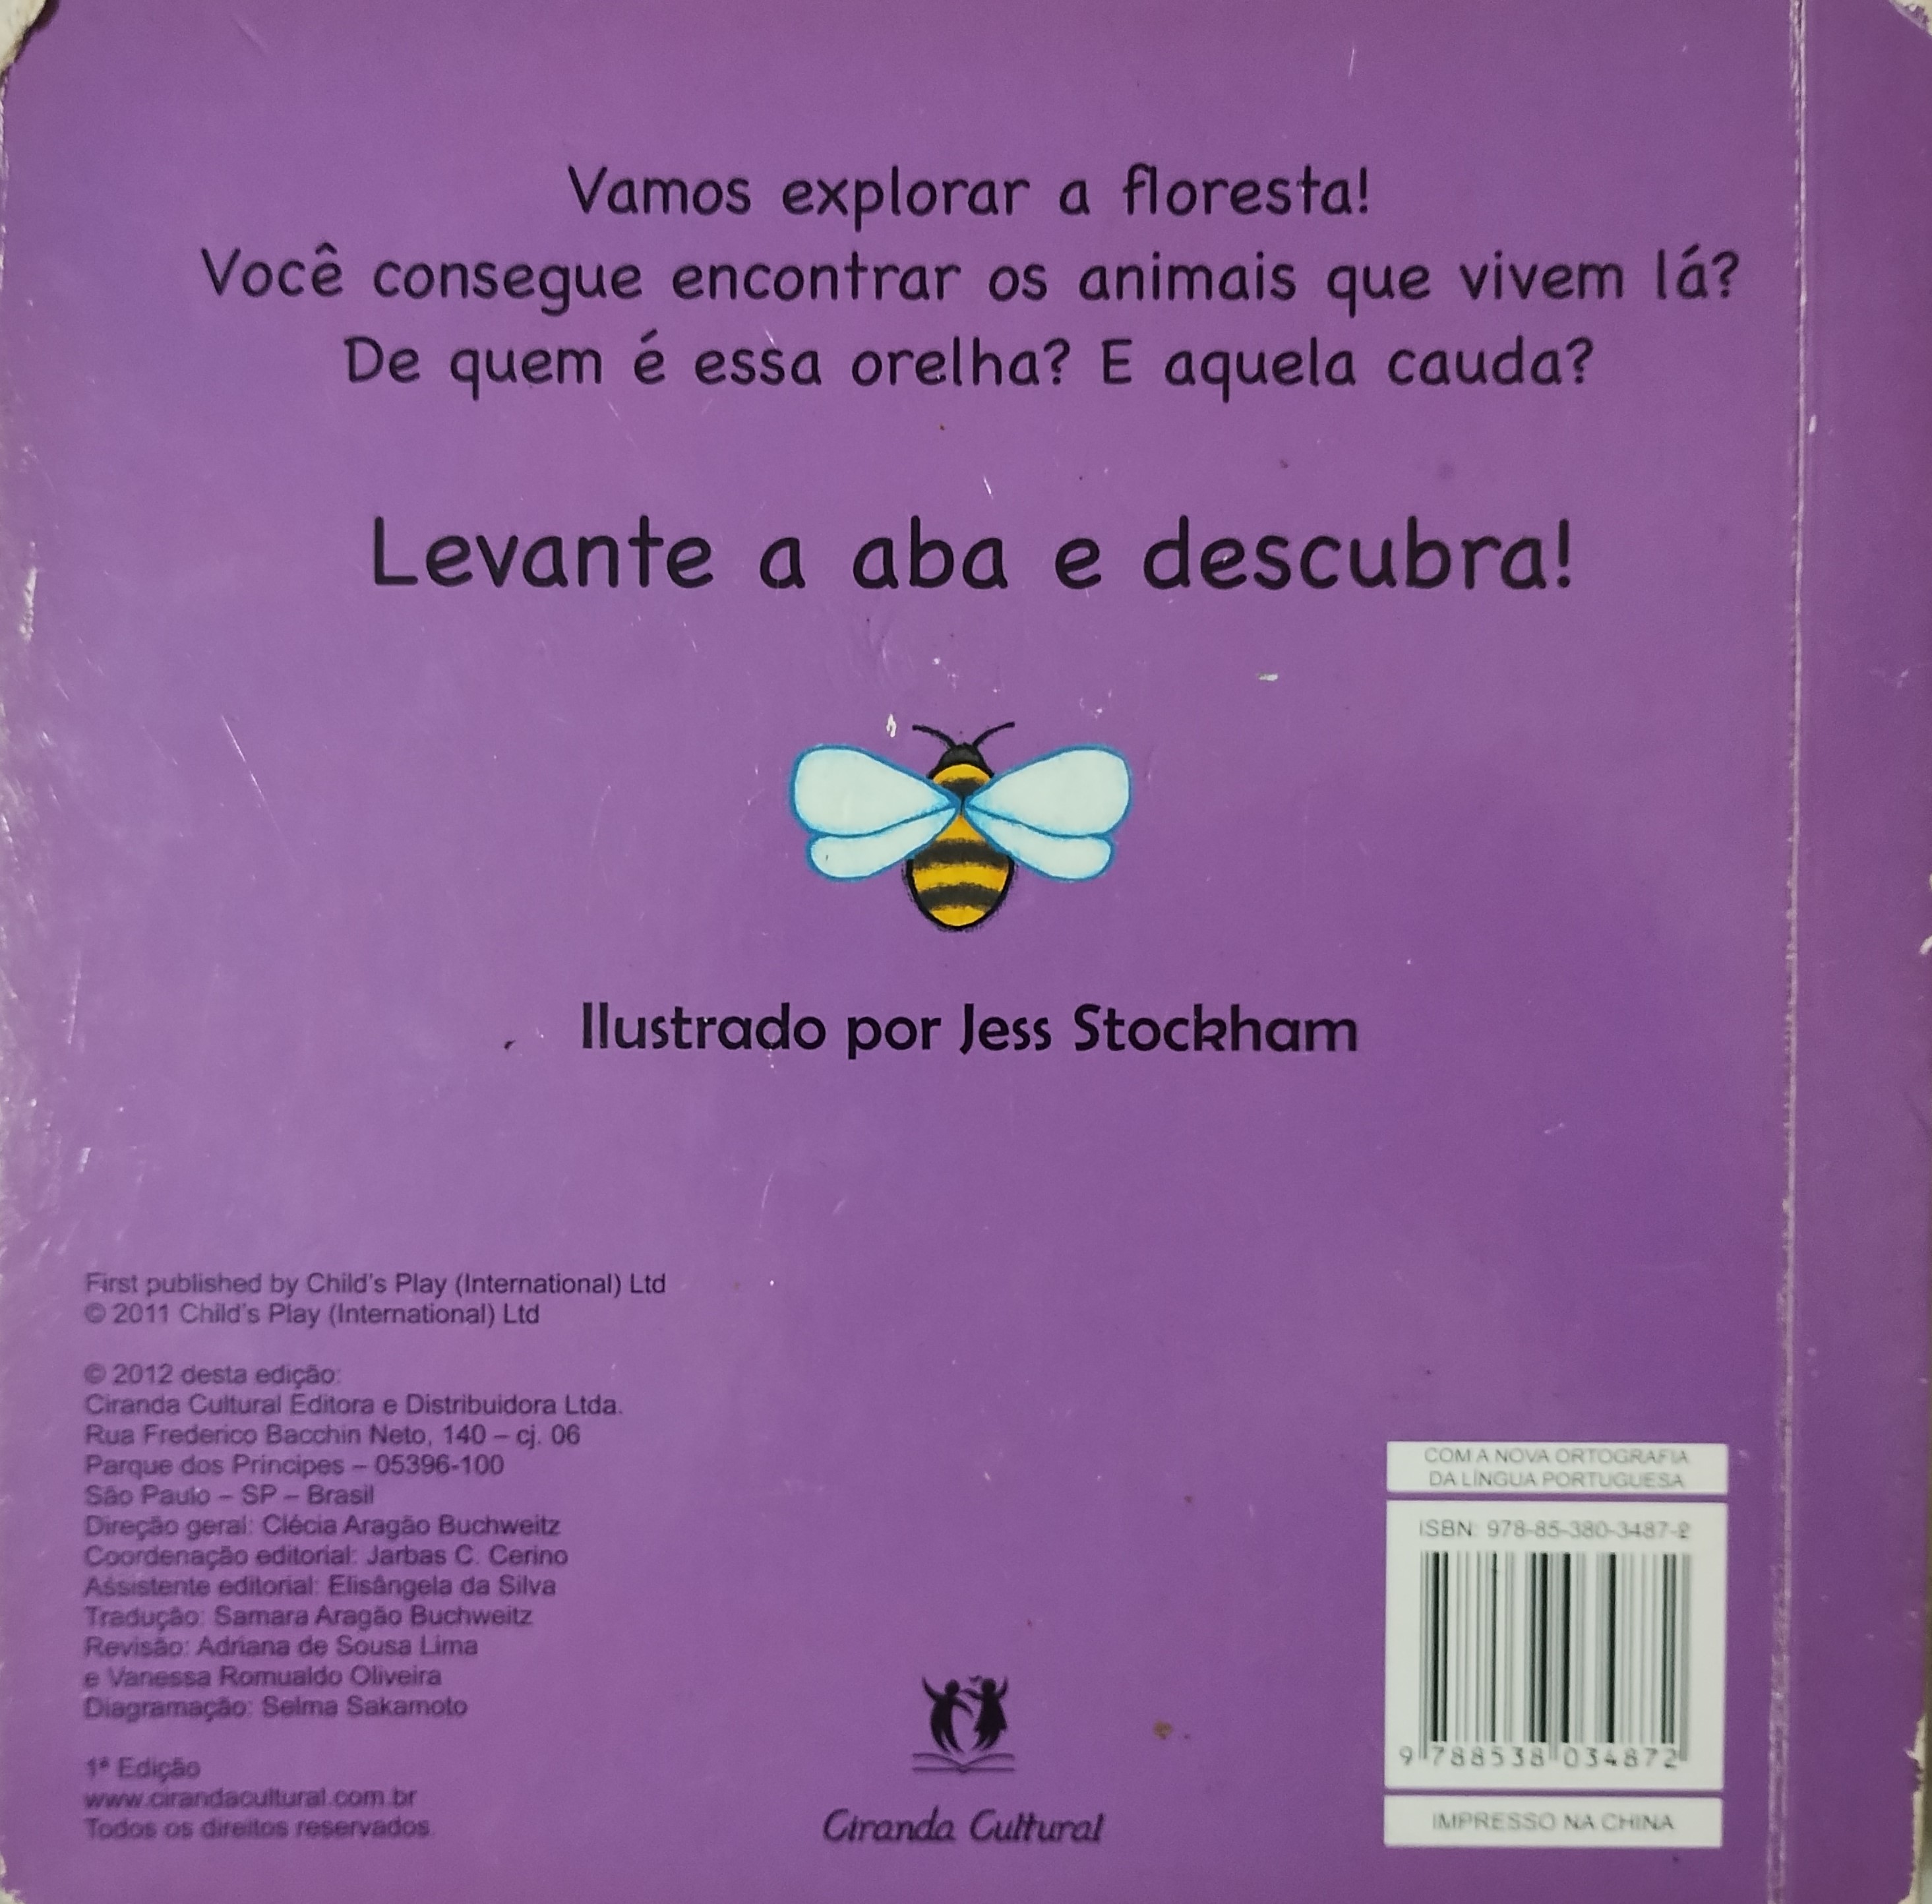 Vamos explorar a floresta!
Você consegue encontrar os animais que vivem lá?
De quem é essa orelha? E aquela cauda?
Levante a aba e descubra!
Ilustrado por Jess Stockham
First published by Child's Play (International) Ltd
© 2011 Child's Play (International) Ltd
© 2012 desta edição:
Ciranda Cultural Editora e Distribuidora Ltda.
Rua Frederico Bacchin Neto, 140 – cj. 06
Parque dos Príncipes – 05396-100
São Paulo – SP – Brasil
Direção geral: Clécia Aragão Buchweitz
Coordenação editorial: Jarbas C. Cerino
Assistente editorial: Elisângela da Silva
Tradução: Samara Aragão Buchweitz
Revisão: Adriana de Sousa Lima
e Vanessa Romualdo Oliveira
Diagramação: Selma Sakamoto
1ª Edição
www.cirandacultural.com.br
Todos os direitos reservados.
Ciranda Cultural
COM A NOVA ORTOGRAFIA
DA LÍNGUA PORTUGUESA
ISBN: 978-85-380-3487-2
9 788538 034872
IMPRESSO NA CHINA